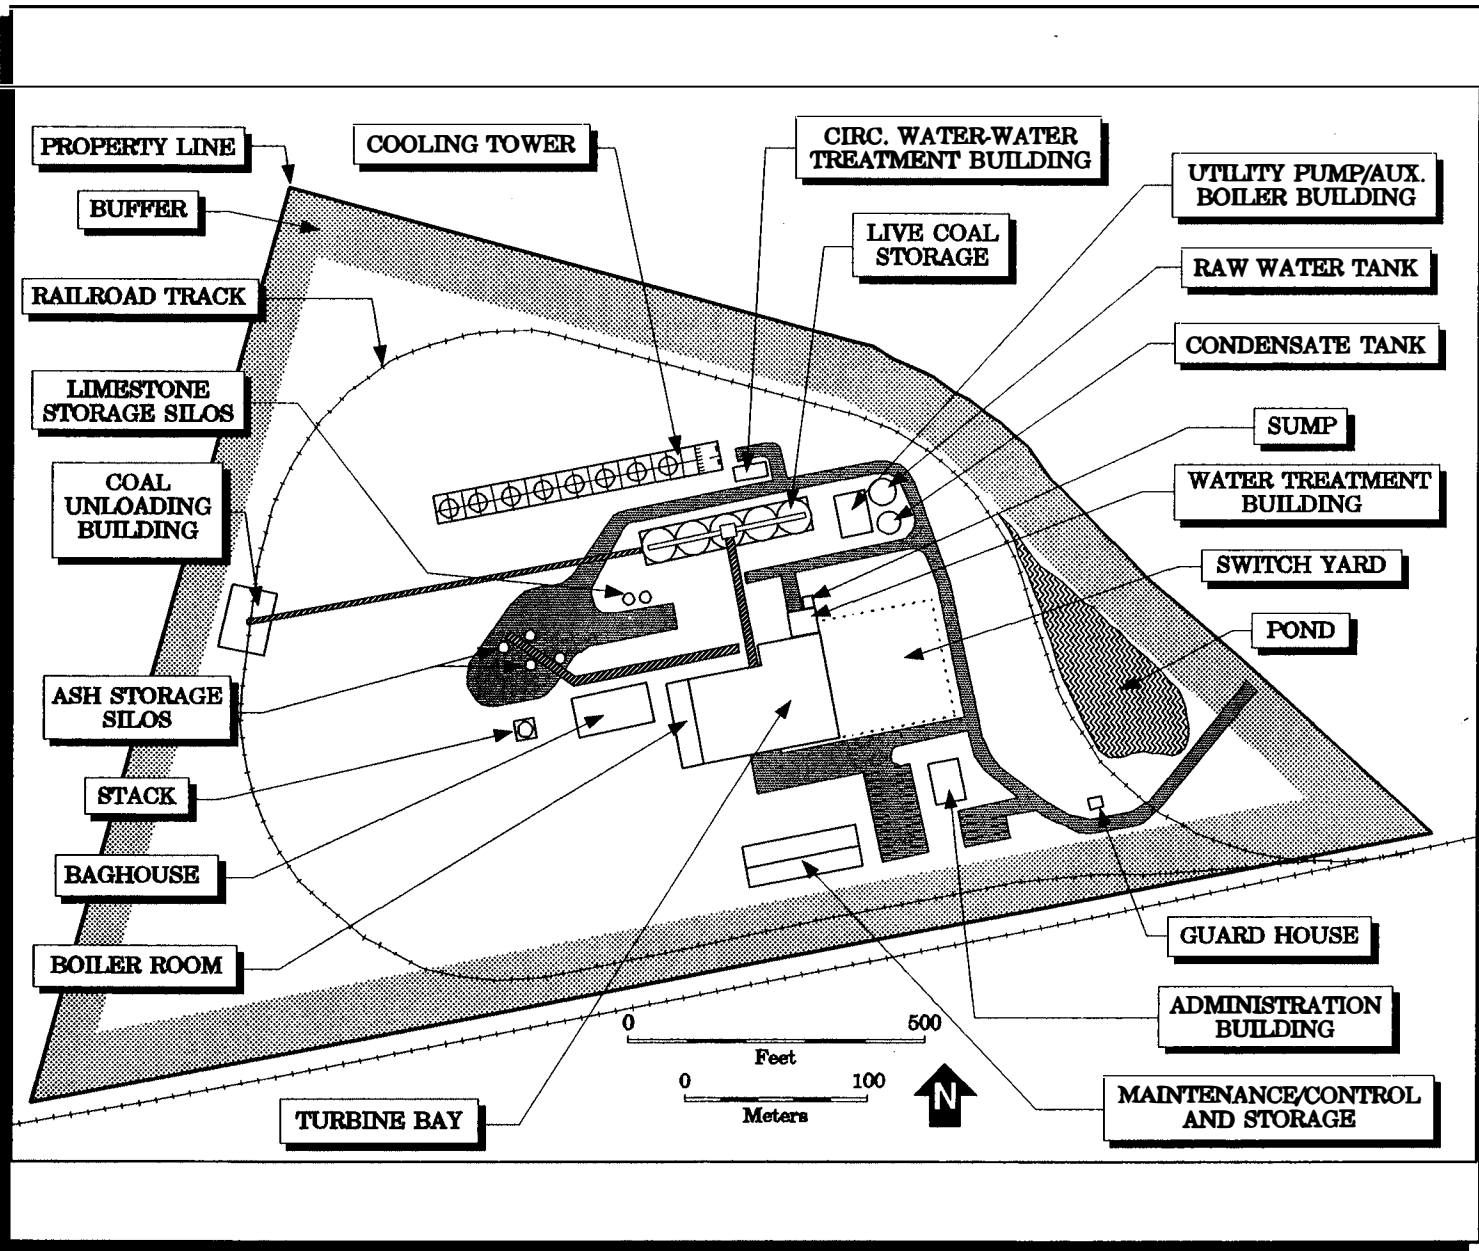 PROPERTY LINE
COOLING TOWER
CIRC. WATER-WATER
TREATMENT BUILDING
UTILITY PUMP/AUX.
BOILER BUILDING
BUFFER
LIVE COAL
STORAGE
RAW WATER TANK
RAILROAD TRACK
CONDENSATE TANK
LIMESTONE
STORAGE SILOS
SUMP
COAL
UNLOADING
BUILDING
WATER TREATMENT
BUILDING
SWITCH YARD
POND
ASH STORAGE
SILOS
STACK
BAGHOUSE
BOILER ROOM
GUARD HOUSE
ADMINISTRATION
BUILDING
0 500
Feet
0 100
Meters
N
TURBINE BAY
MAINTENANCE/CONTROL
AND STORAGE